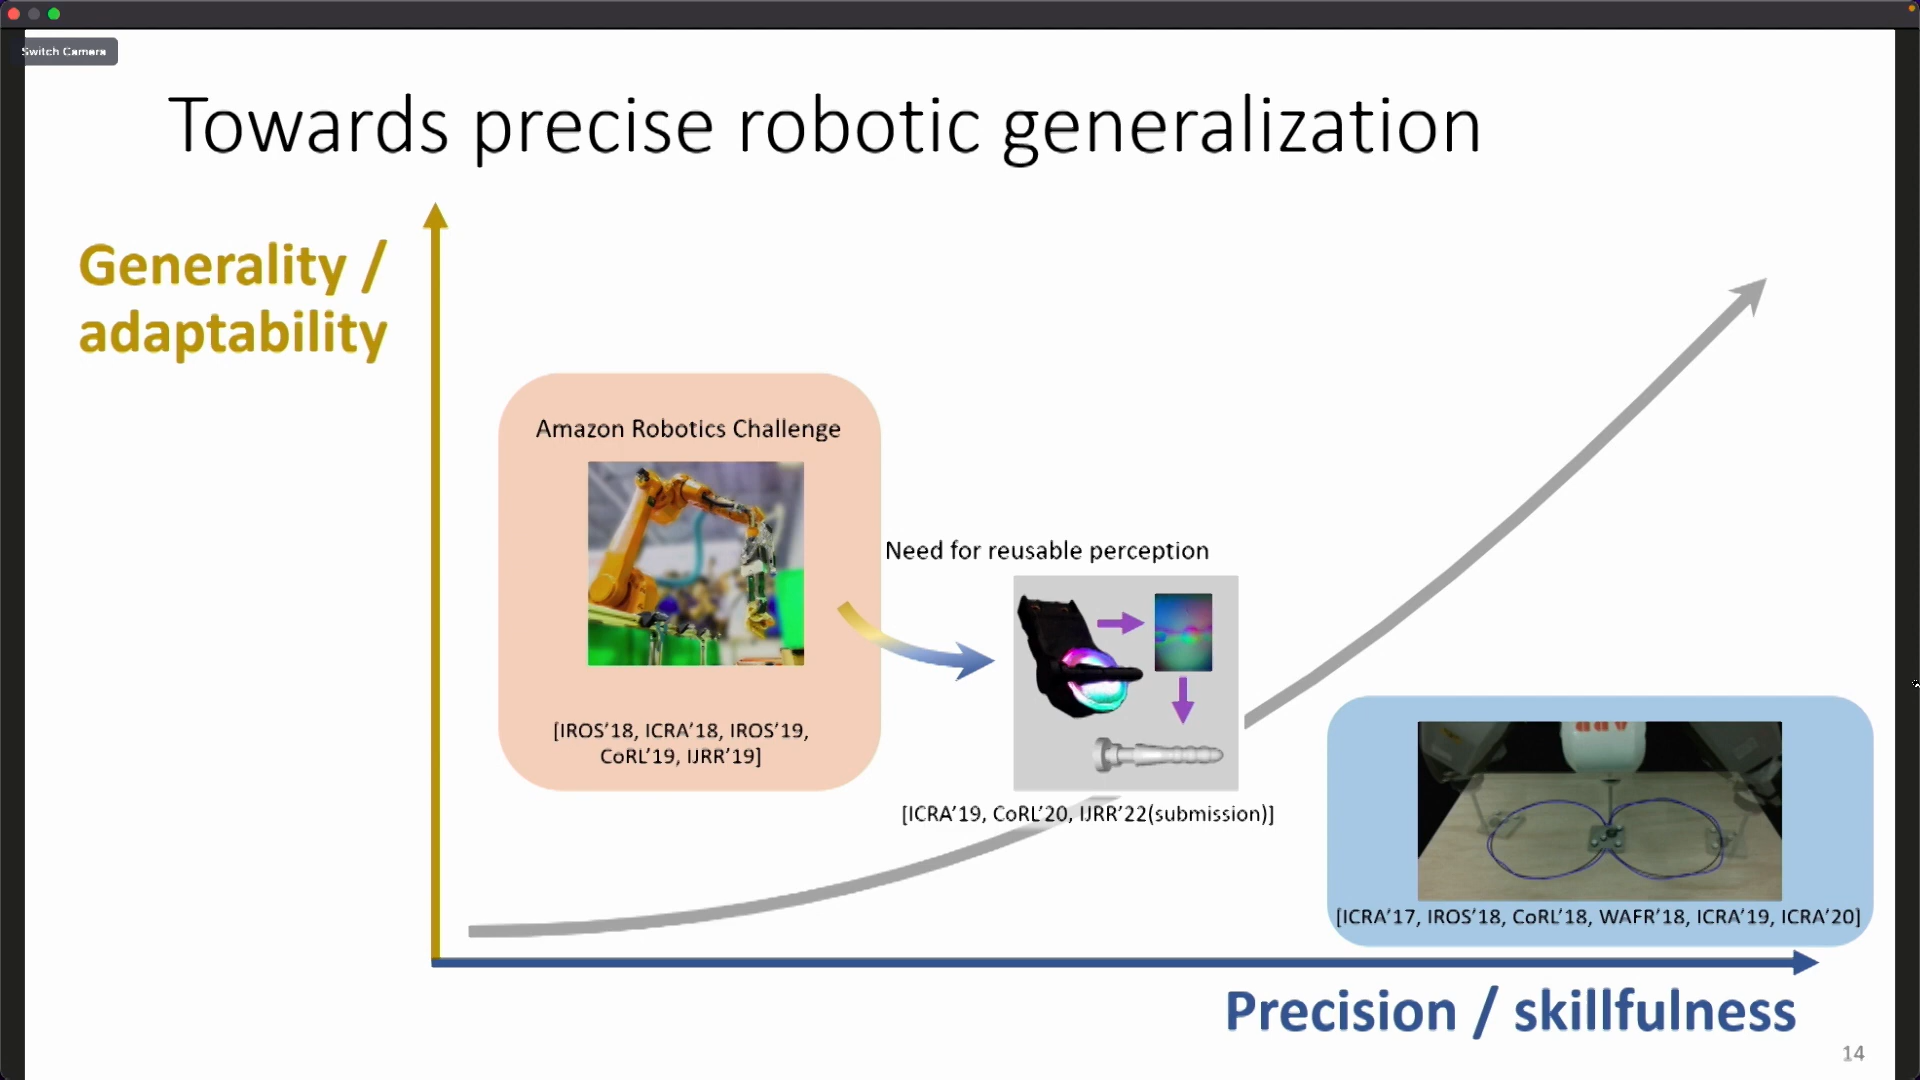 Switch Camera
Towards precise robotic generalization
Generality /
adaptability
Amazon Robotics Challenge
[IROS’18, ICRA’18, IROS’19,
CoRL’19, IJRR’19]
Need for reusable perception
[ICRA’19, CoRL’20, IJRR’22(submission)]
[ICRA’17, IROS’18, CoRL’18, WAFR’18, ICRA’19, ICRA’20]
Precision / skillfulness
14